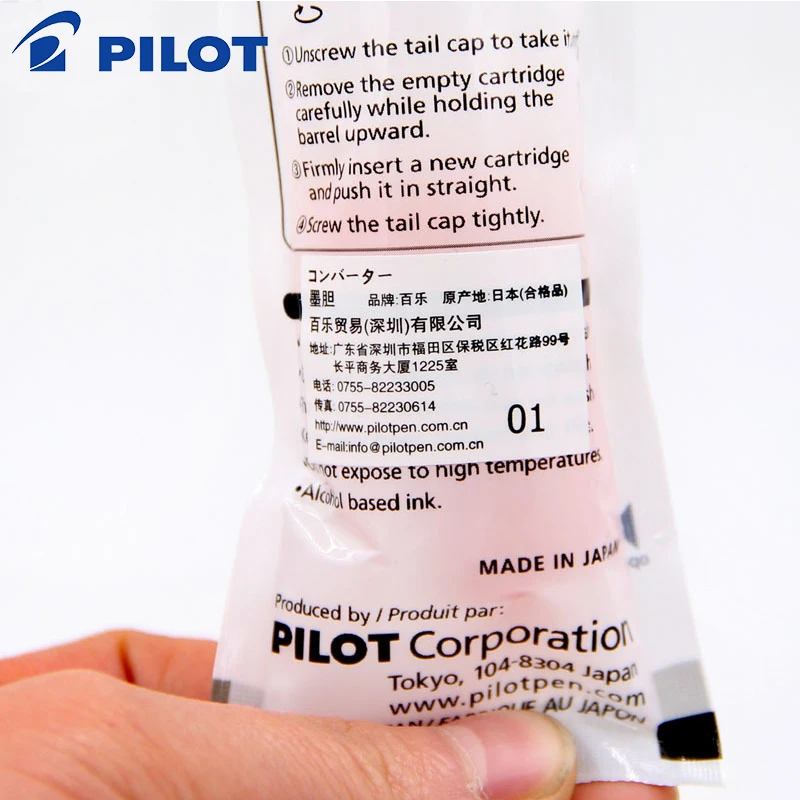 PILOT
①Unscrew the tail cap to take it
②Remove the empty cartridge
carefully while holding the
barrel upward.
③Firmly insert a new cartridge
and push it in straight.
④Screw the tail cap tightly.
コンバーター
墨胆 品牌:百乐 原产地:日本(合格品)
百乐贸易(深圳)有限公司
地址:广东省深圳市福田区保税区红花路99号
长平商务大厦1225室
电话: 0755-82233005
传真: 0755-82230614
http://www.pilotpen.com.cn
E-mail:info@pilotpen.com.cn
01
not expose to high temperatures.
•Alcohol based ink.
MADE IN JAPAN
Produced by / Produit par:
PILOT Corporation
Tokyo, 104-8304 Japan
www.pilotpen.com
AU JAPON